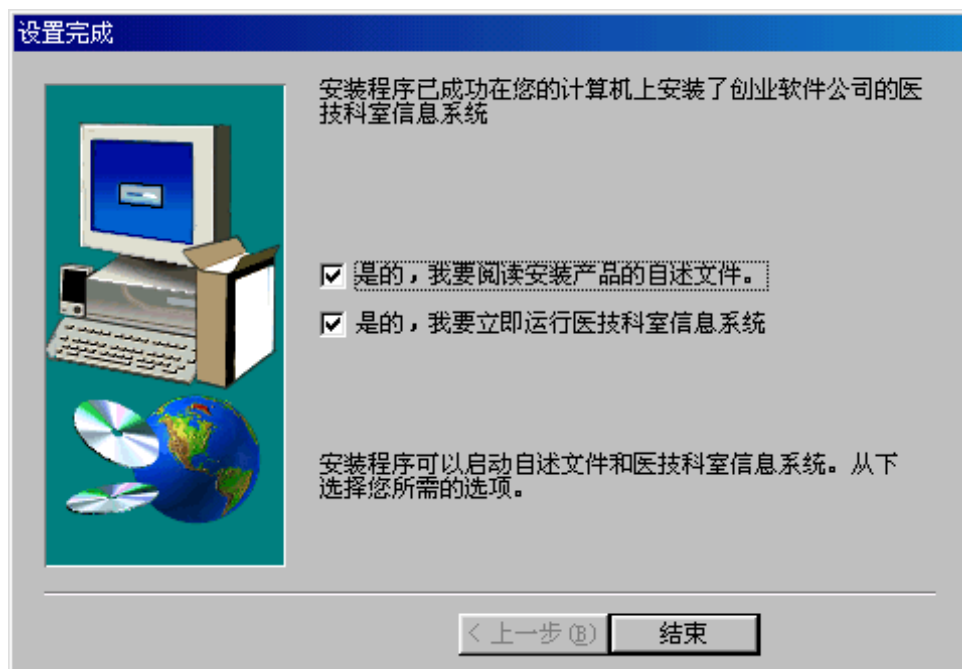 设置完成
安装程序已成功在您的计算机上安装了创业软件公司的医
技科室信息系统
是的，我要阅读安装产品的自述文件。
是的，我要立即运行医技科室信息系统
安装程序可以启动自述文件和医技科室信息系统。从下
选择您所需的选项。
< 上一步(B)
结束